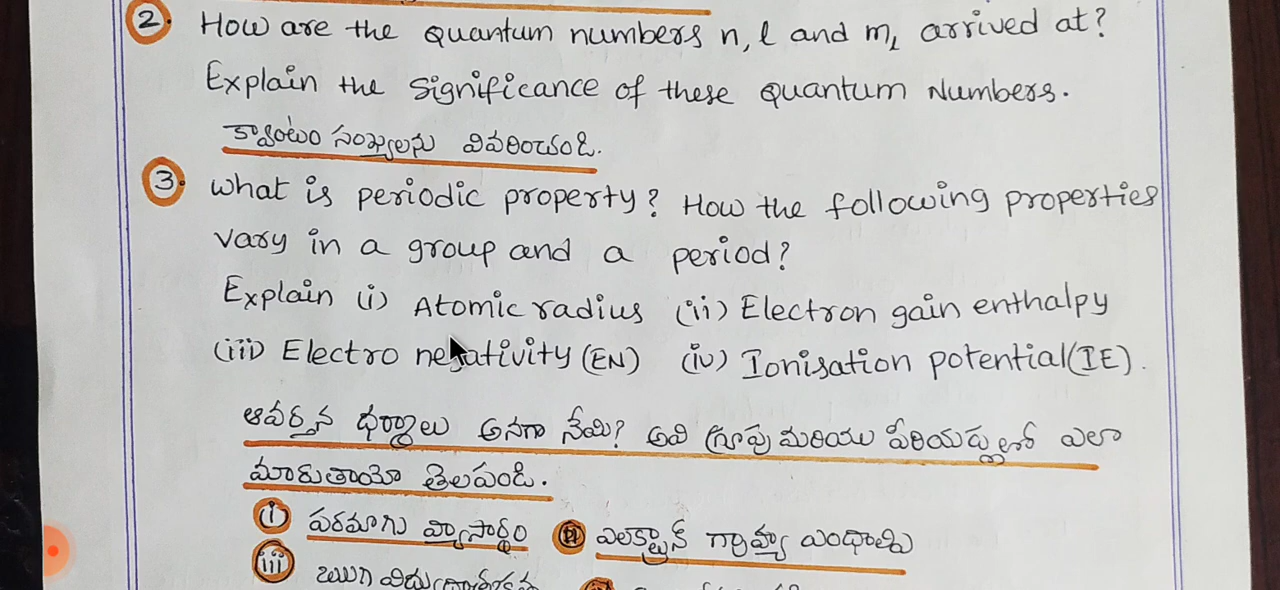 2. How are the quantum numbers n, l and ml arrived at?
Explain the Significance of these quantum Numbers.
క్వాంటం సంఖ్యలను వివరించండి.
3. What is periodic property? How the following properties
vary in a group and a period?
Explain (i) Atomic radius (ii) Electron gain enthalpy
(iii) Electro negativity (EN) (iv) Ionisation potential (IE).
ఆవర్తన ధర్మాలు అనగా నేమి? అవి గ్రూపు మరియు పీరియడ్లలో ఎలా
మారుతాయో తెలపండి.
(i) పరమాణు వ్యాసార్థం (ii) ఎలక్ట్రాన్ గ్రాహ్య ఎంథాల్పి
(iii)